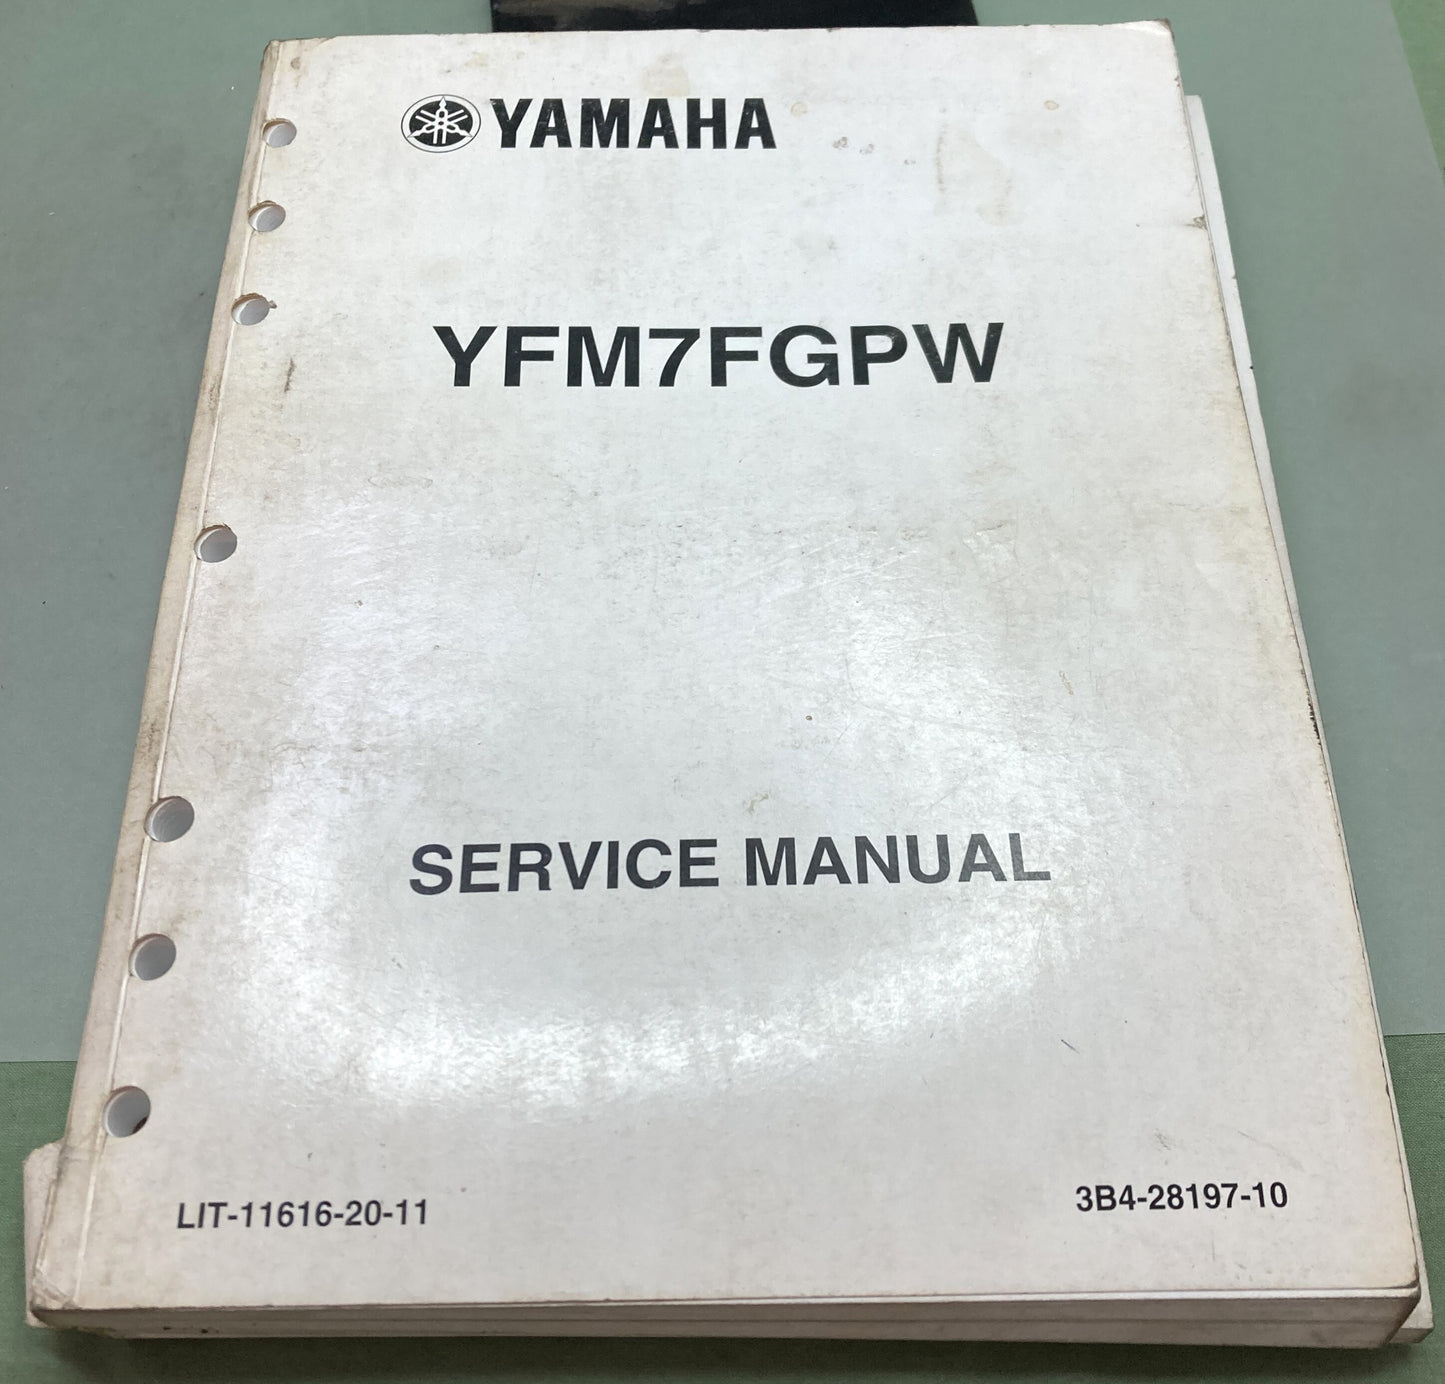 YAMAHA
YFM7FGPW
SERVICE MANUAL
LIT-11616-20-11
3B4-28197-10